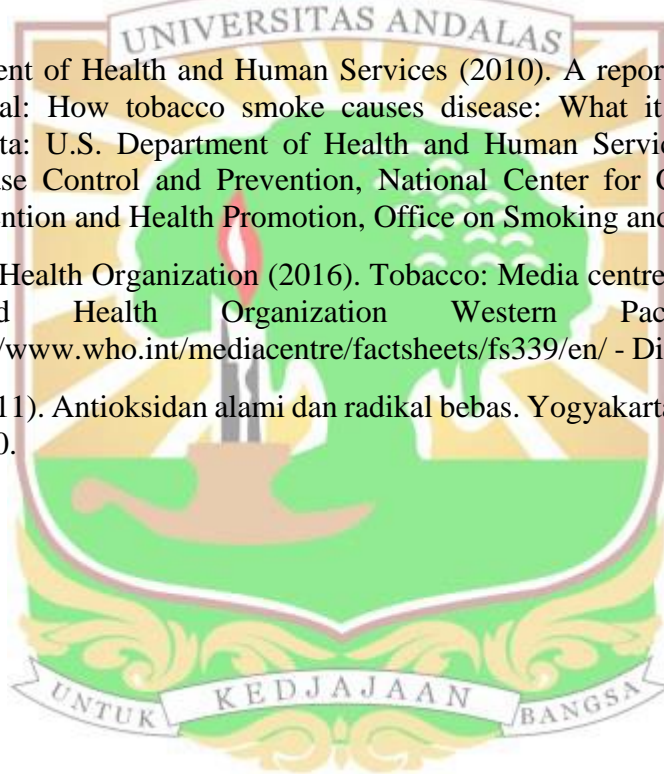 UNIVERSITAS ANDALAS
ent of Health and Human Services (2010). A repor
al: How tobacco smoke causes disease: What it
ta: U.S. Department of Health and Human Servic
ase Control and Prevention, National Center for C
ention and Health Promotion, Office on Smoking and
Health Organization (2016). Tobacco: Media centre
d Health Organization Western Pac
/www.who.int/mediacentre/factsheets/fs339/en/ - Di
11). Antioksidan alami dan radikal bebas. Yogyakarta
0.
UNTUK KEDJAJAAN BANGSA